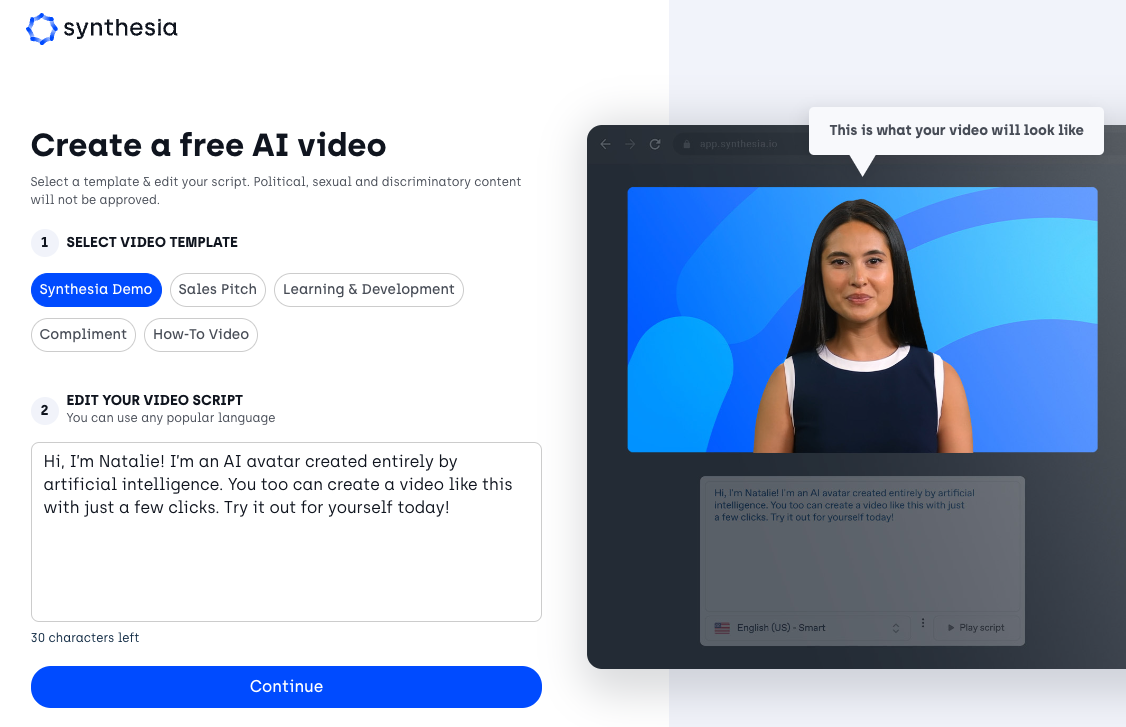 synthesia
Create a free AI video
Select a template & edit your script. Political, sexual and discriminatory content
will not be approved.
1 SELECT VIDEO TEMPLATE
Synthesia Demo
Sales Pitch
Learning & Development
Compliment
How-To Video
2 EDIT YOUR VIDEO SCRIPT
You can use any popular language
Hi, I'm Natalie! I'm an AI avatar created entirely by
artificial intelligence. You too can create a video like this
with just a few clicks. Try it out for yourself today!
30 characters left
Continue
This is what your video will look like
app.synthesia.io
Hi, I'm Natalie! I'm an AI avatar created entirely by artificial
intelligence. You too can create a video like this with just
a few clicks. Try it out for yourself today!
English (US) - Smart
Play script